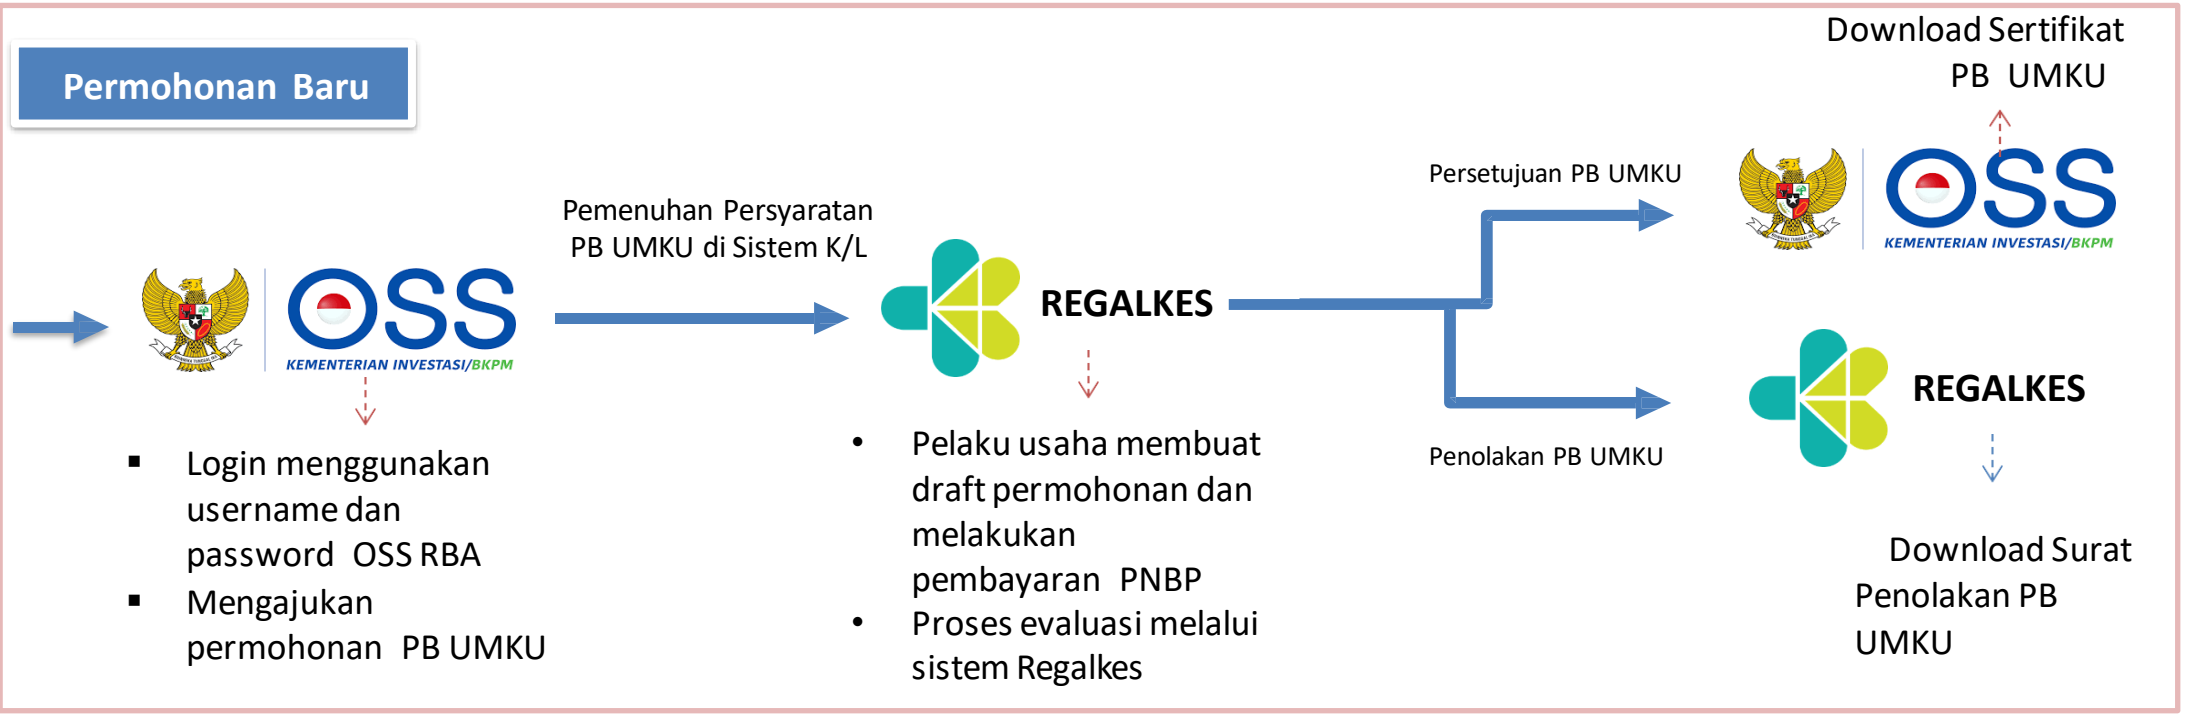 Permohonan Baru
OSS
KEMENTERIAN INVESTASI/BKPM
▪ Login menggunakan
username dan
password OSS RBA
▪ Mengajukan
permohonan PB UMKU
Pemenuhan Persyaratan
PB UMKU di Sistem K/L
REGALKES
• Pelaku usaha membuat
draft permohonan dan
melakukan
pembayaran PNBP
• Proses evaluasi melalui
sistem Regalkes
Persetujuan PB UMKU
Download Sertifikat
PB UMKU
OSS
KEMENTERIAN INVESTASI/BKPM
Penolakan PB UMKU
REGALKES
Download Surat
Penolakan PB
UMKU